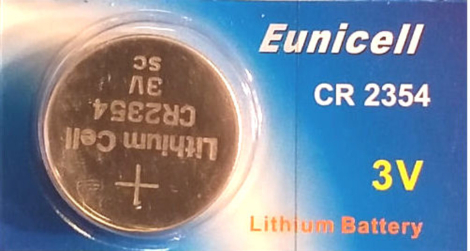 Eunicell
CR 2354
3V
Lithium Battery
+
Lithium Cell
CR2354
3V
SC